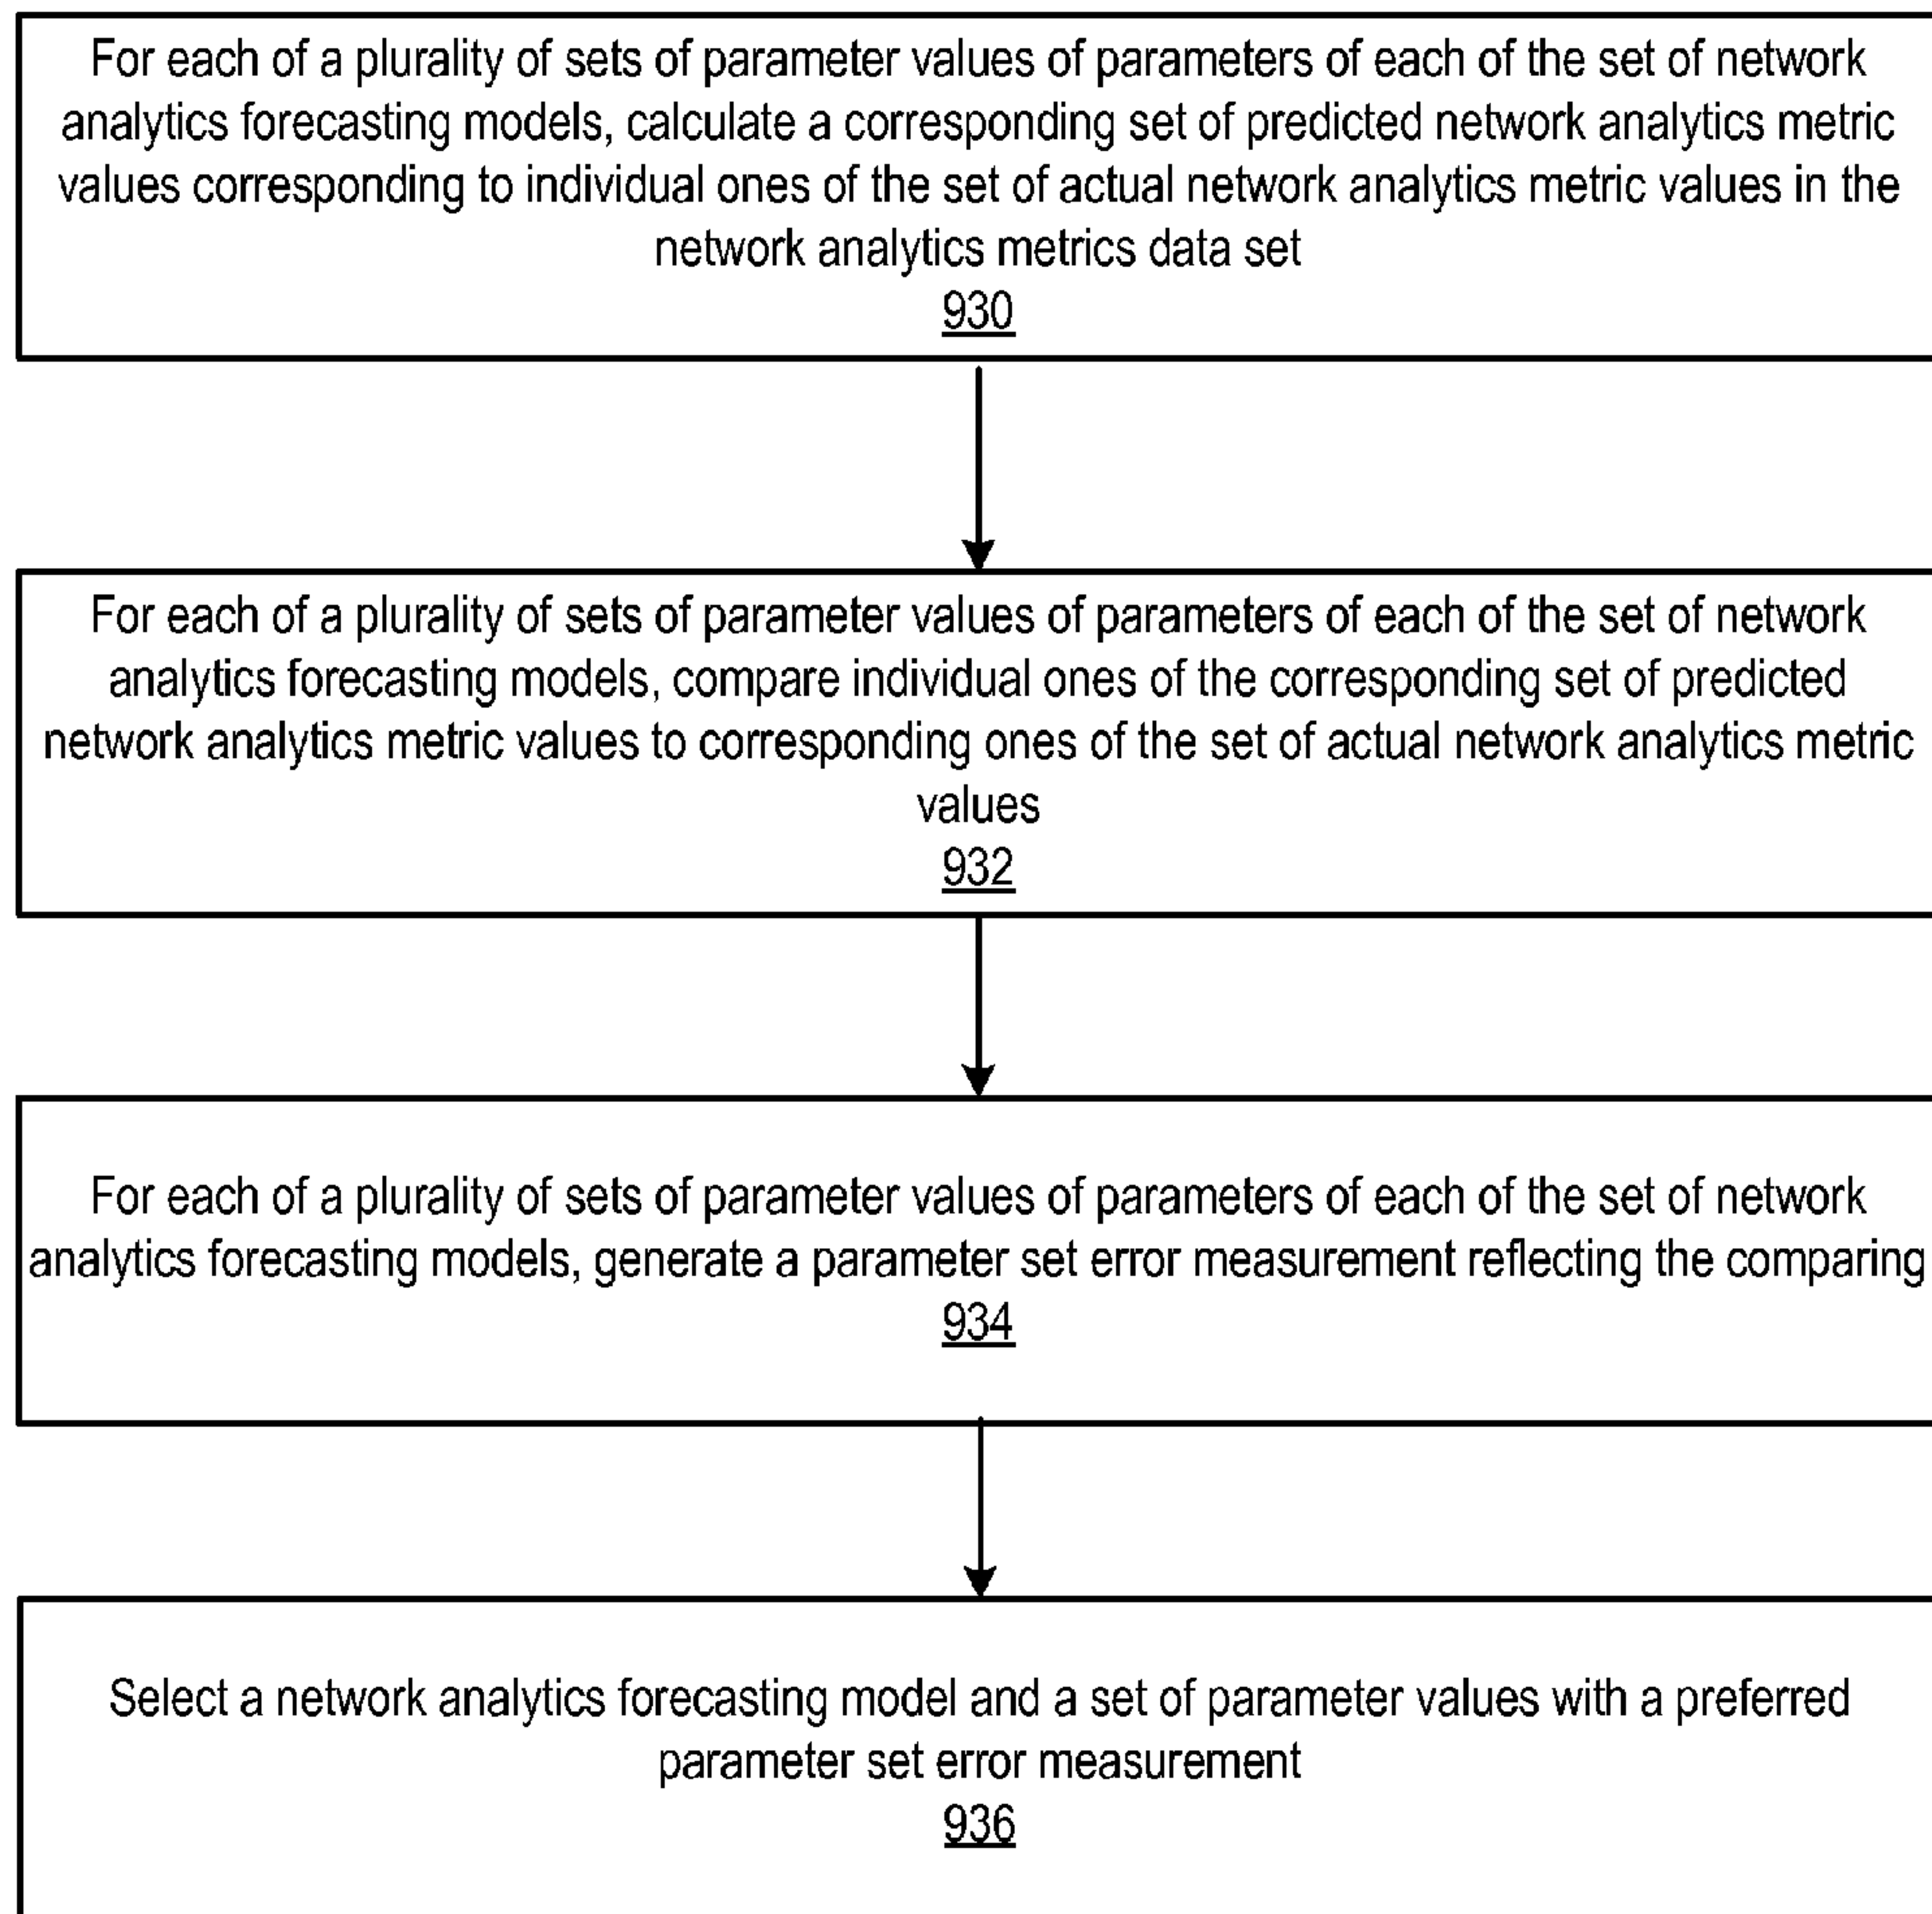 For each of a plurality of sets of parameter values of parameters of each of the set of network
analytics forecasting models, calculate a corresponding set of predicted network analytics metric
values corresponding to individual ones of the set of actual network analytics metric values in the
network analytics metrics data set
930
For each of a plurality of sets of parameter values of parameters of each of the set of network
analytics forecasting models, compare individual ones of the corresponding set of predicted
network analytics metric values to corresponding ones of the set of actual network analytics metric
values
932
For each of a plurality of sets of parameter values of parameters of each of the set of network
analytics forecasting models, generate a parameter set error measurement reflecting the comparing
934
Select a network analytics forecasting model and a set of parameter values with a preferred
parameter set error measurement
936